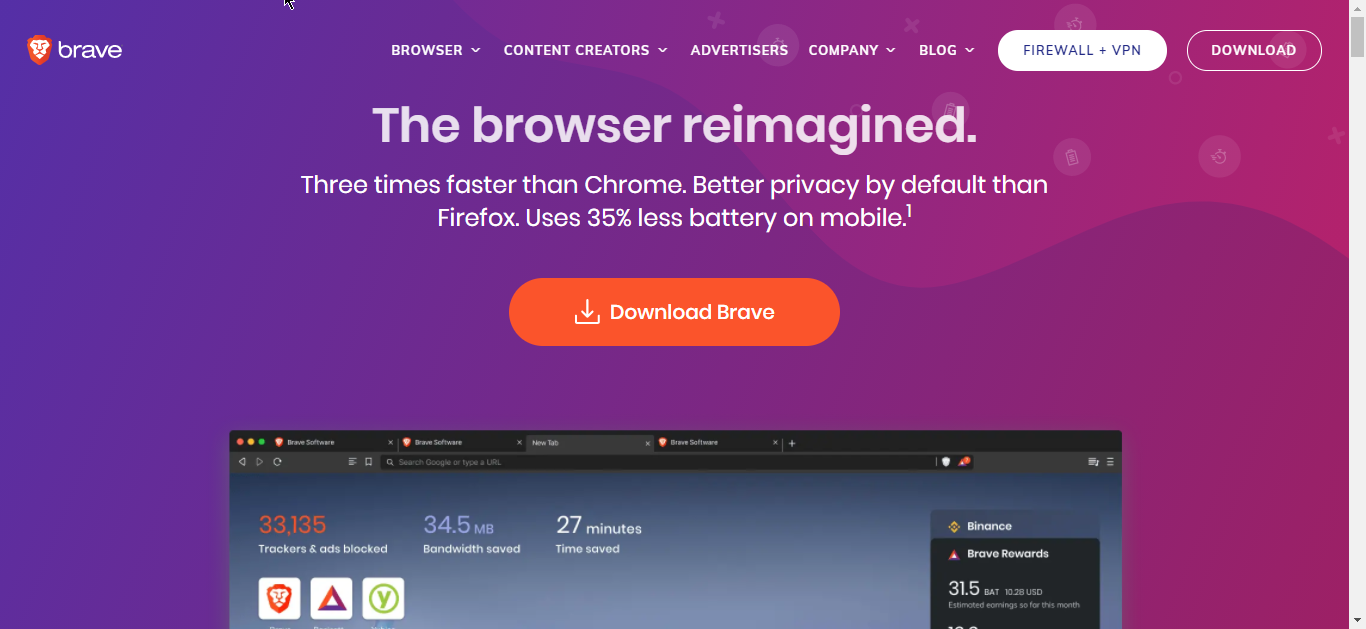 brave
BROWSER CONTENT CREATORS ADVERTISERS COMPANY BLOG FIREWALL + VPN DOWNLOAD
The browser reimagined.
Three times faster than Chrome. Better privacy by default than
Firefox. Uses 35% less battery on mobile.1
Download Brave
Brave Software Brave Software New Tab Brave Software
Search Google or type a URL
33,135 34.5 MB 27 minutes
Trackers & ads blocked Bandwidth saved Time saved
Binance
Brave Rewards
31.5 BAT 10.28 USD
Estimated earnings so far this month